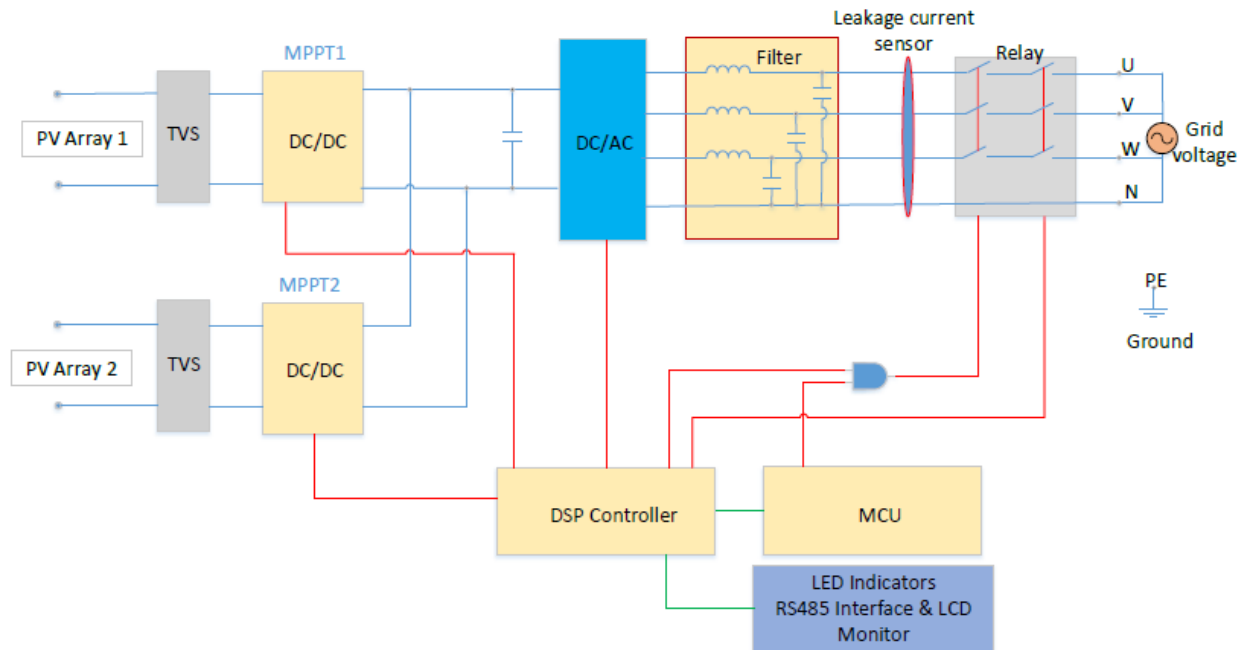 Leakage current
sensor
MPPT1
Filter
Relay
U
PV Array 1
TVS
DC/DC
DC/AC
V
W
Grid
voltage
N
MPPT2
PE
Ground
PV Array 2
TVS
DC/DC
DSP Controller
MCU
LED Indicators
RS485 Interface & LCD
Monitor